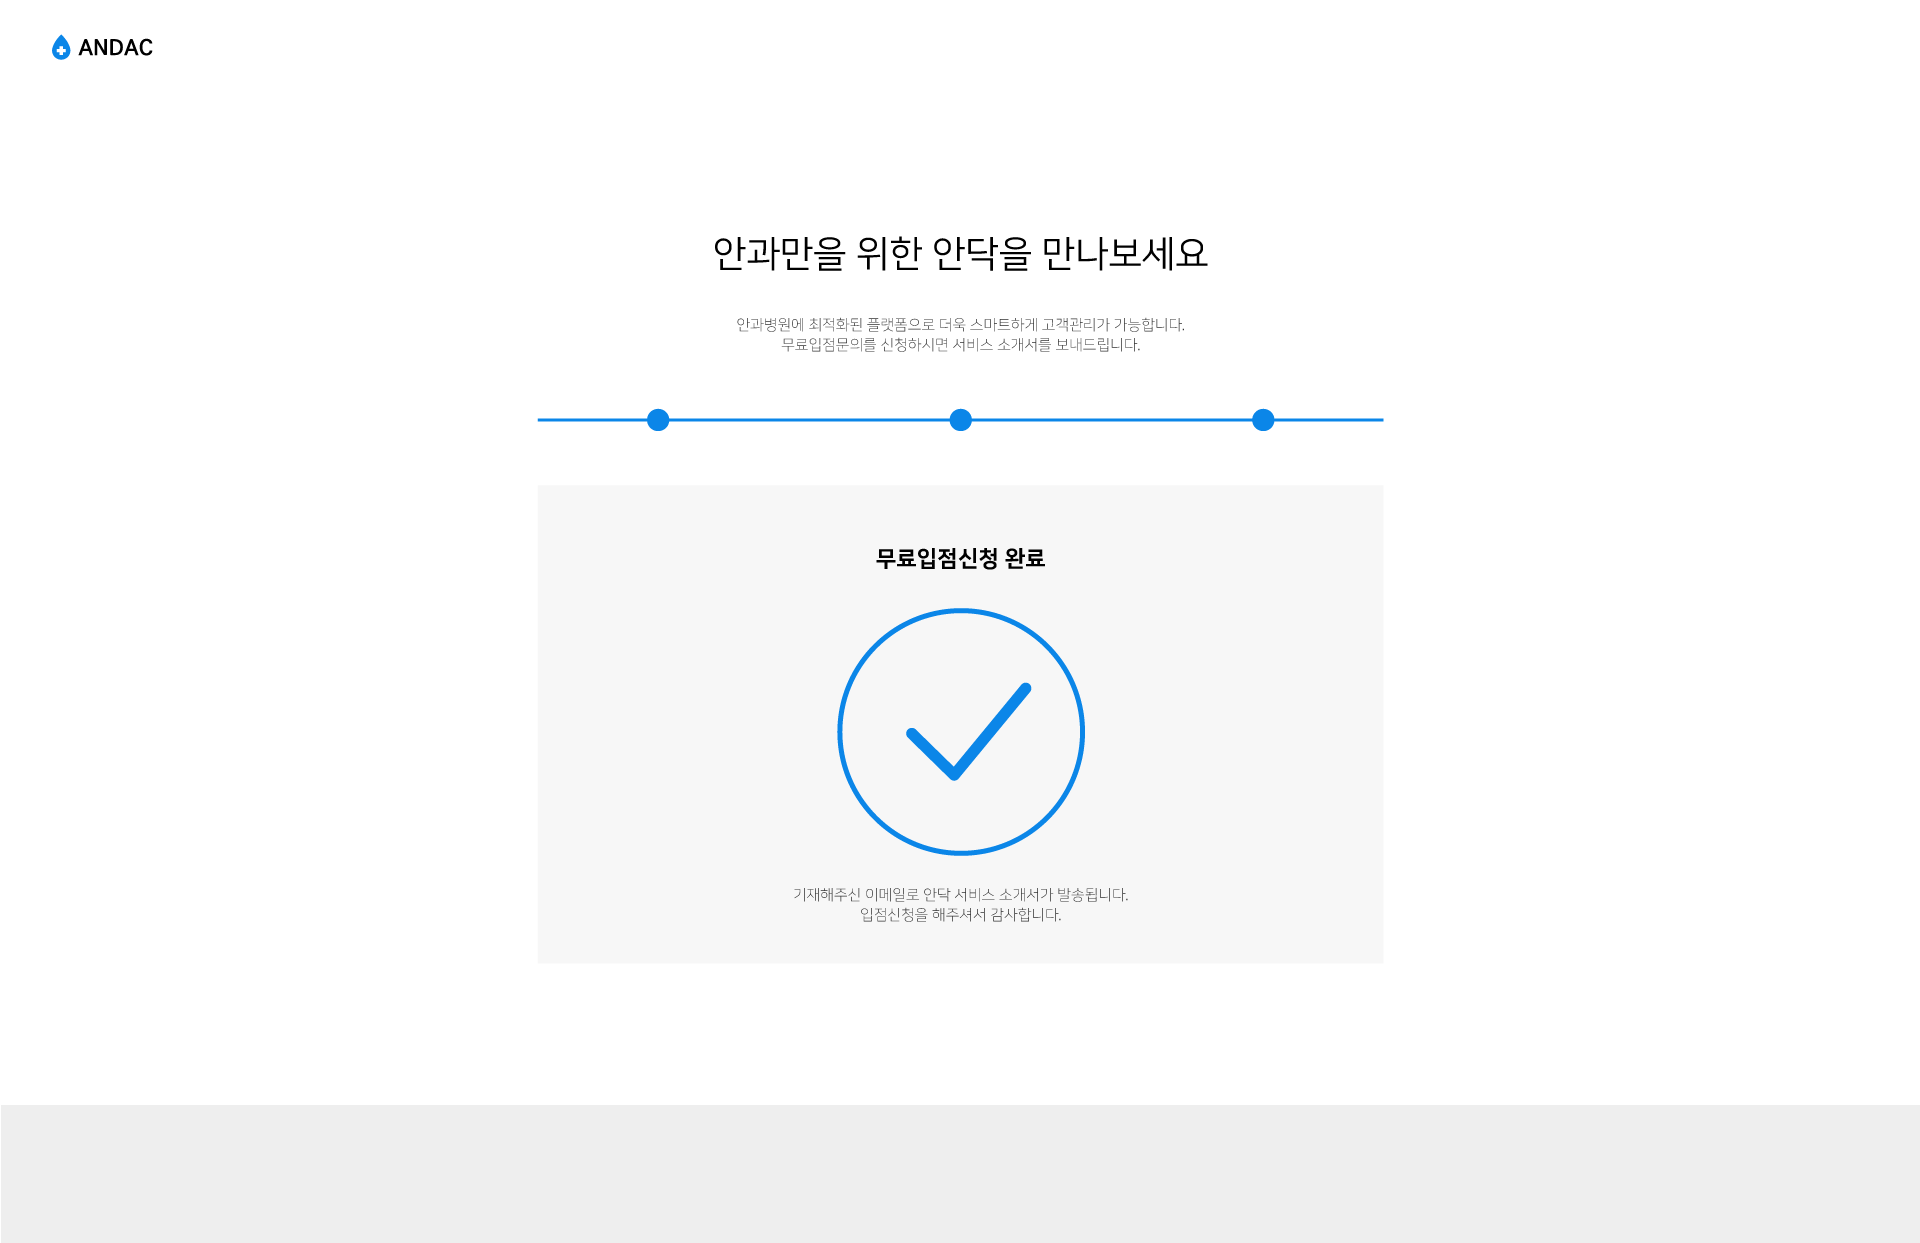 ANDAC
안과만을 위한 안닥을 만나보세요
안과병원에 최적화된 플랫폼으로 더욱 스마트하게 고객관리가 가능합니다.
무료입점문의를 신청하시면 서비스 소개서를 보내드립니다.
무료입점신청 완료
기재해주신 이메일로 안닥 서비스 소개서가 발송됩니다.
입점신청을 해주셔서 감사합니다.